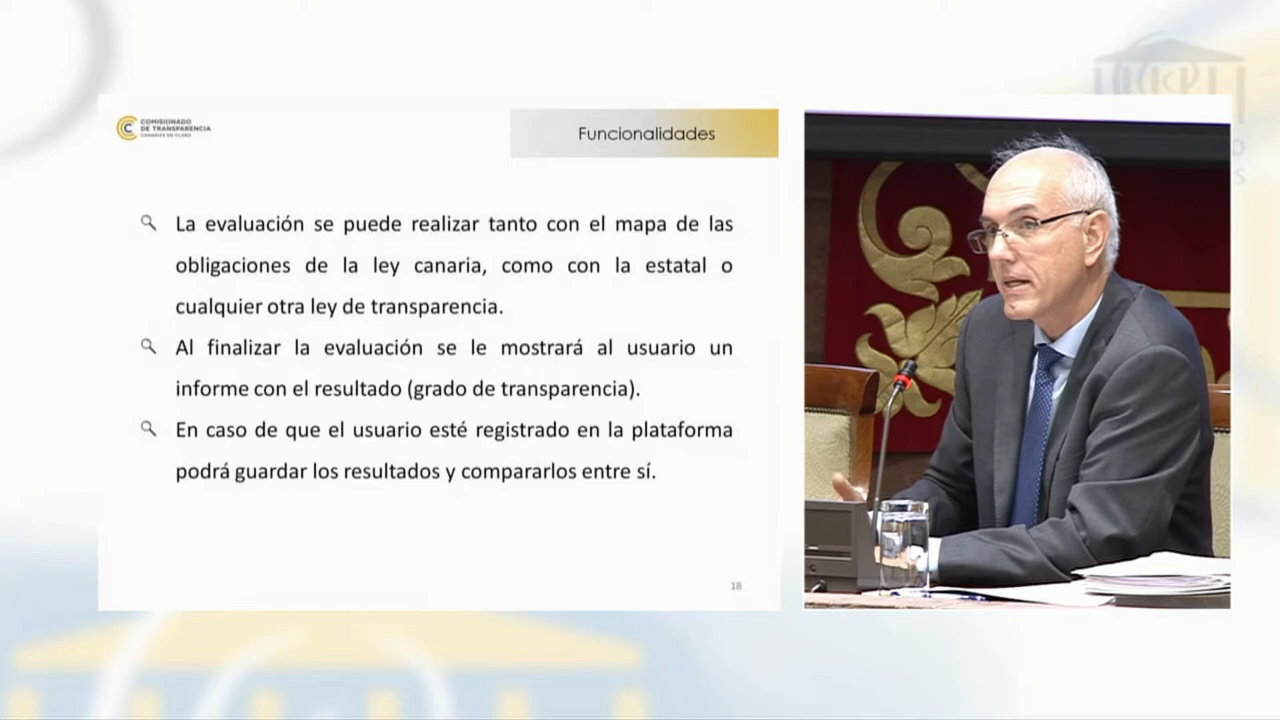 COMISIONADO
DE TRANSPARENCIA
CANARIAS EN CLARO
Funcionalidades
La evaluación se puede realizar tanto con el mapa de las
obligaciones de la ley canaria, como con la estatal o
cualquier otra ley de transparencia.
Al finalizar la evaluación se le mostrará al usuario un
informe con el resultado (grado de transparencia).
En caso de que el usuario esté registrado en la plataforma
podrá guardar los resultados y compararlos entre sí.
18